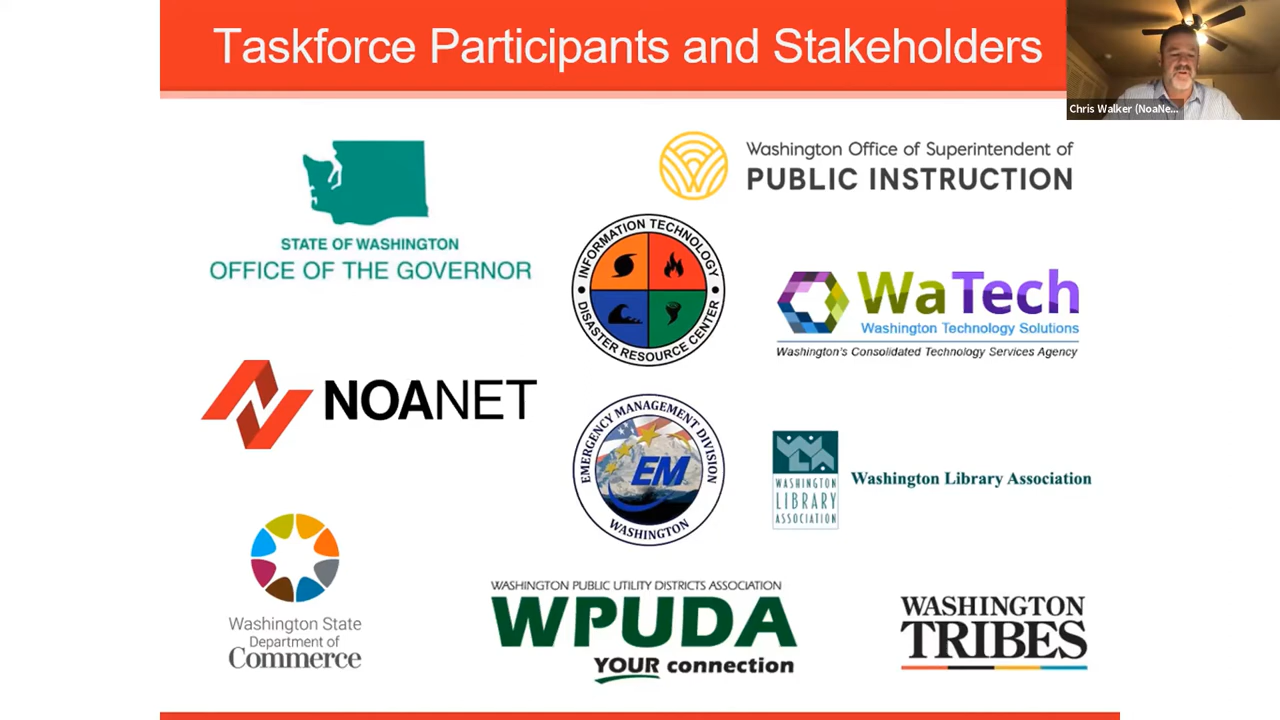 Taskforce Participants and Stakeholders
Chris Walker (NoaNe...
STATE OF WASHINGTON
OFFICE OF THE GOVERNOR
Washington Office of Superintendent of
PUBLIC INSTRUCTION
INFORMATION TECHNOLOGY
DISASTER RESOURCE CENTER
WaTech
Washington Technology Solutions
Washington's Consolidated Technology Services Agency
NOANET
EMERGENCY MANAGEMENT DIVISION
EM
WASHINGTON
WLA
WASHINGTON
LIBRARY
ASSOCIATION
Washington Library Association
Washington State
Department of
Commerce
WASHINGTON PUBLIC UTILITY DISTRICTS ASSOCIATION
WPUDA
YOUR connection
WASHINGTON
TRIBES